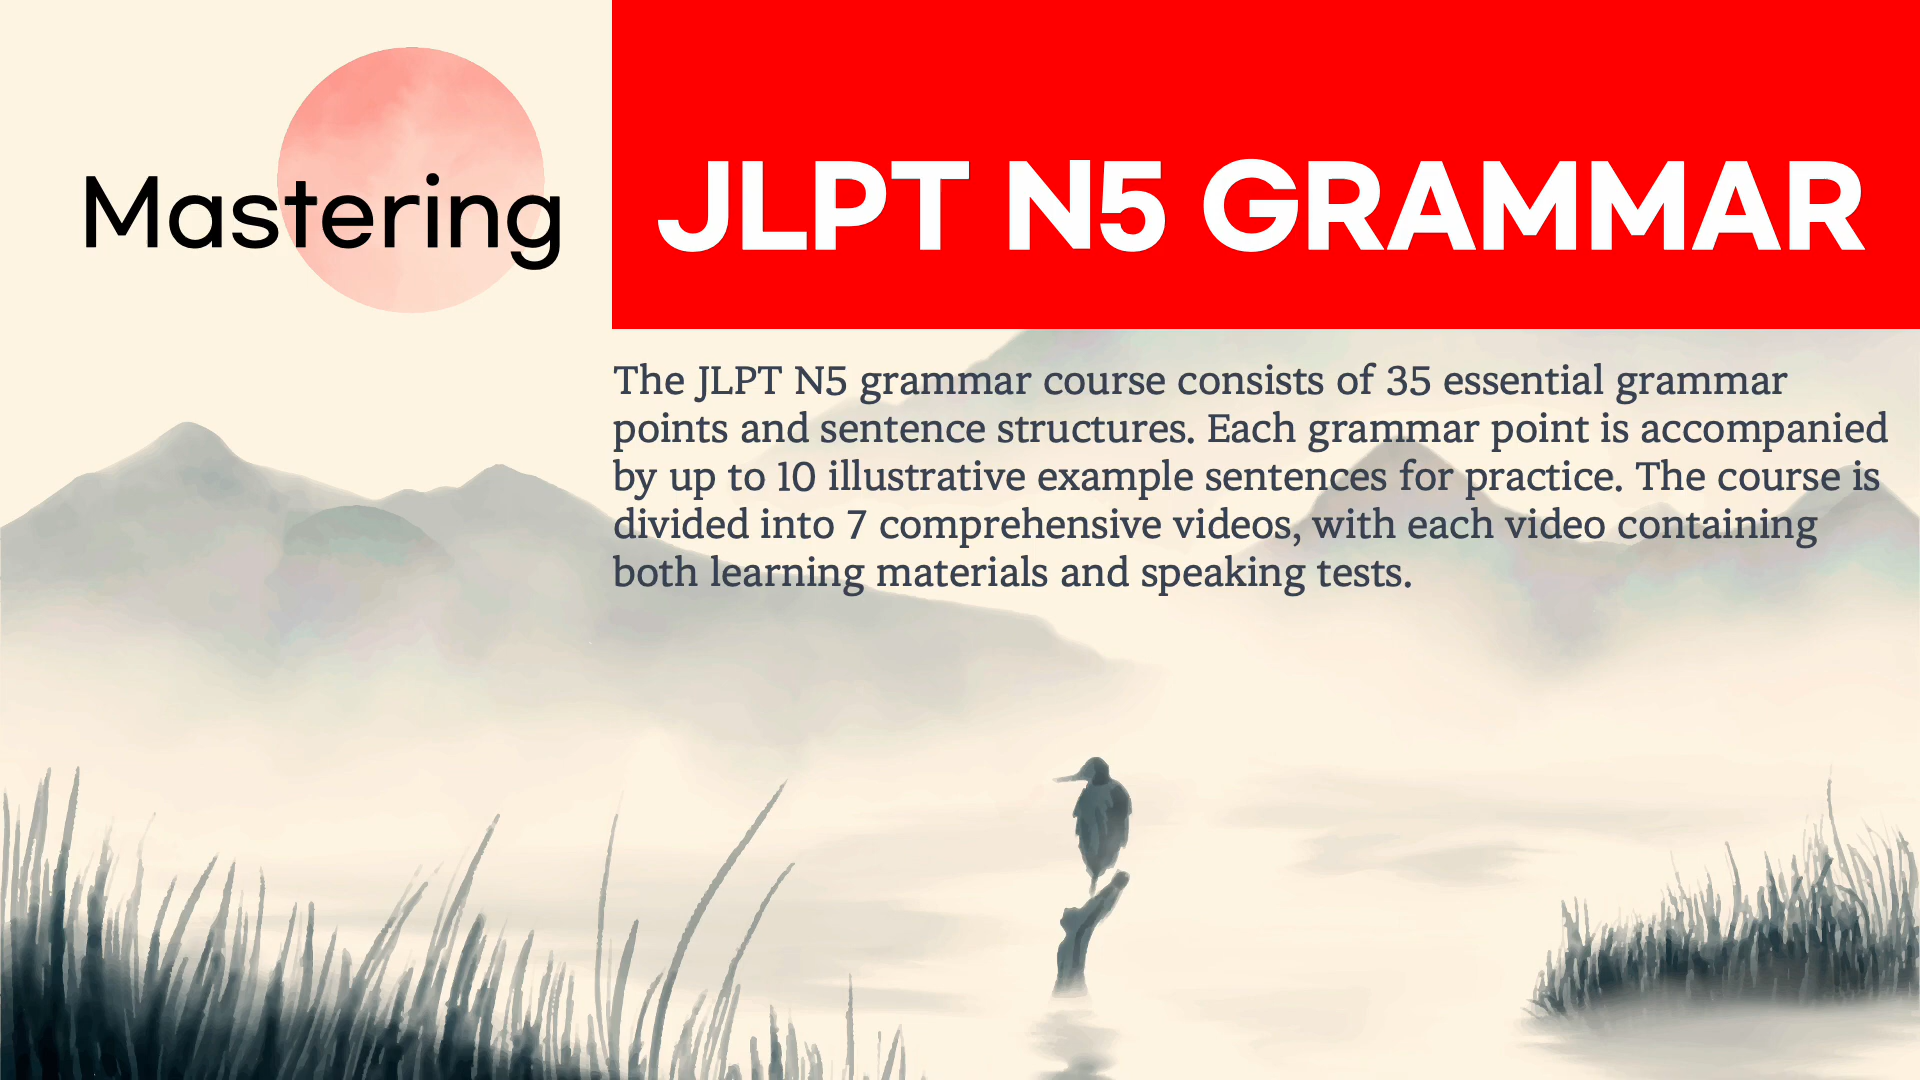 Mastering
JLPT N5 GRAMMAR
The JLPT N5 grammar course consists of 35 essential grammar
points and sentence structures. Each grammar point is accompanied
by up to 10 illustrative example sentences for practice. The course is
divided into 7 comprehensive videos, with each video containing
both learning materials and speaking tests.